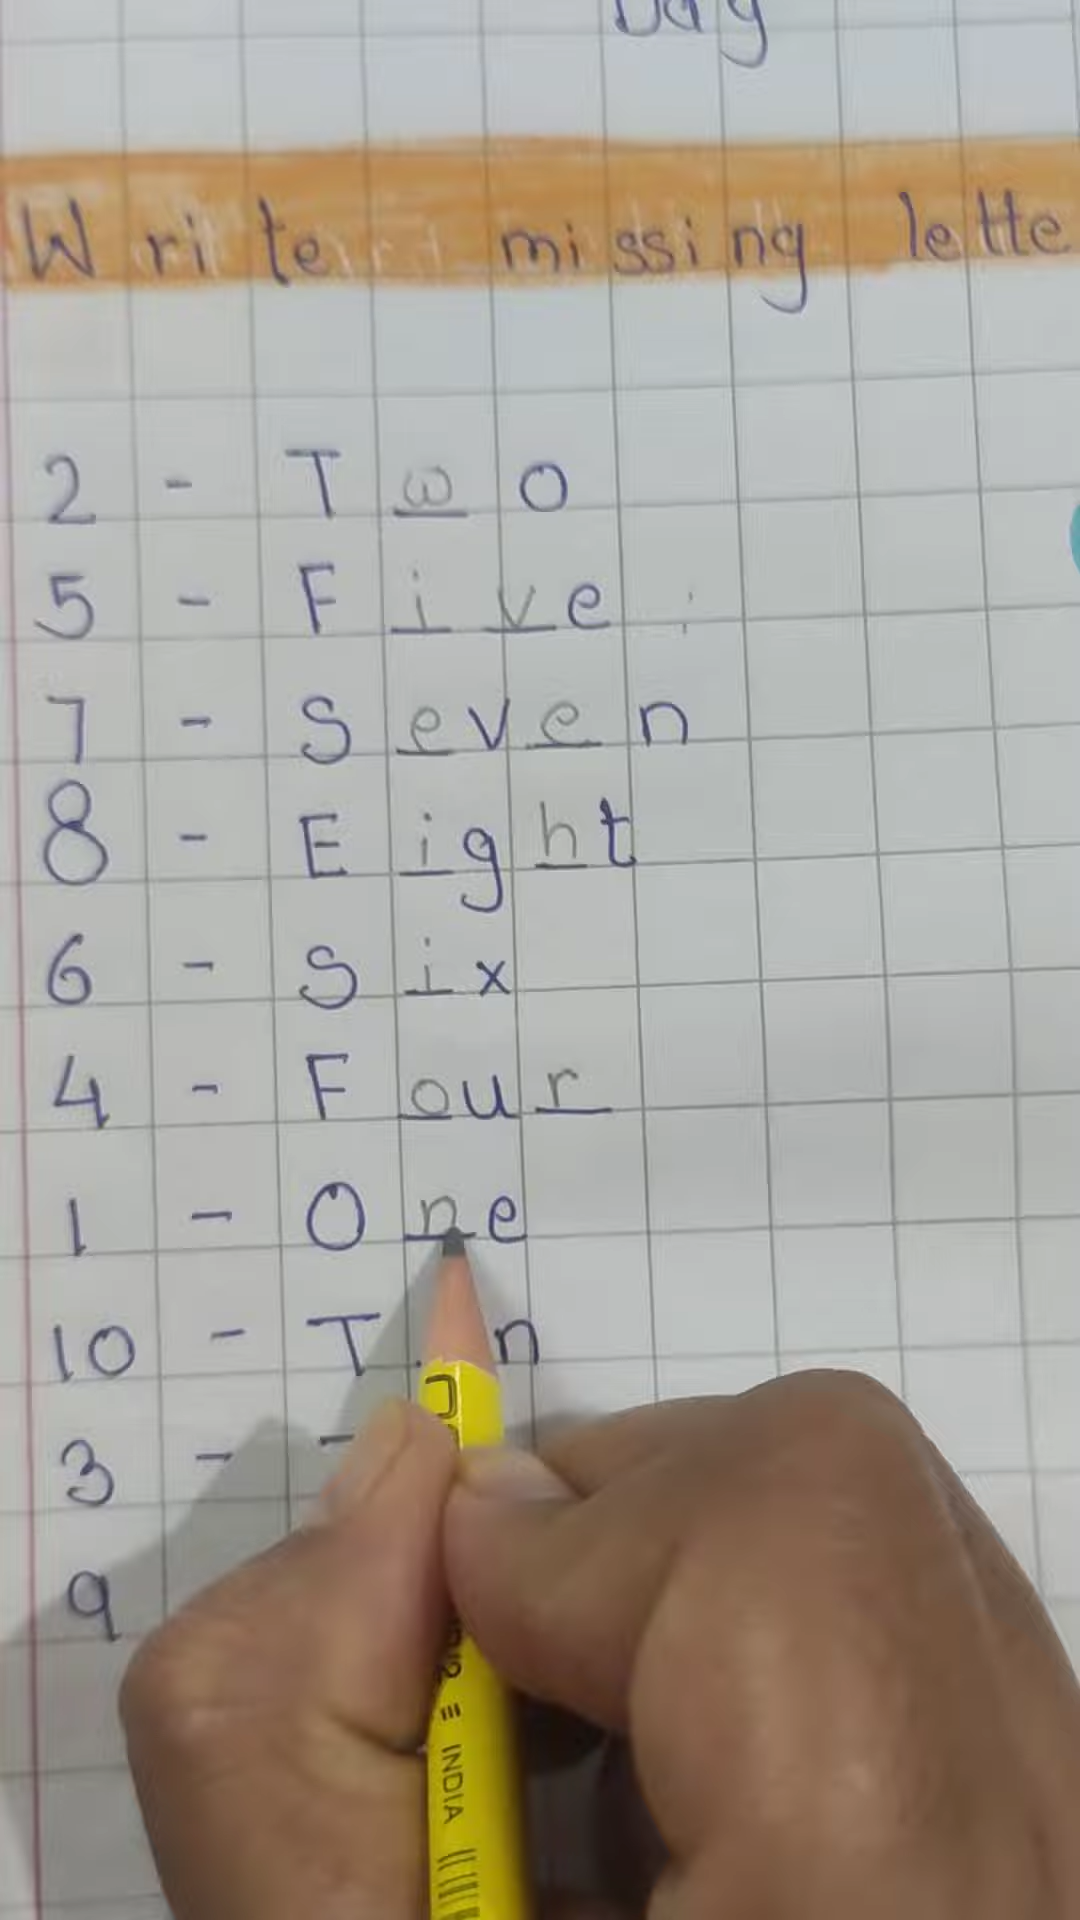 Day
Write missing lette
2 - Two
5 - Five
7 - Seven
8 - Eight
6 - Six
4 - Four
1 - One
10 - T n
3 -
9
INDIA